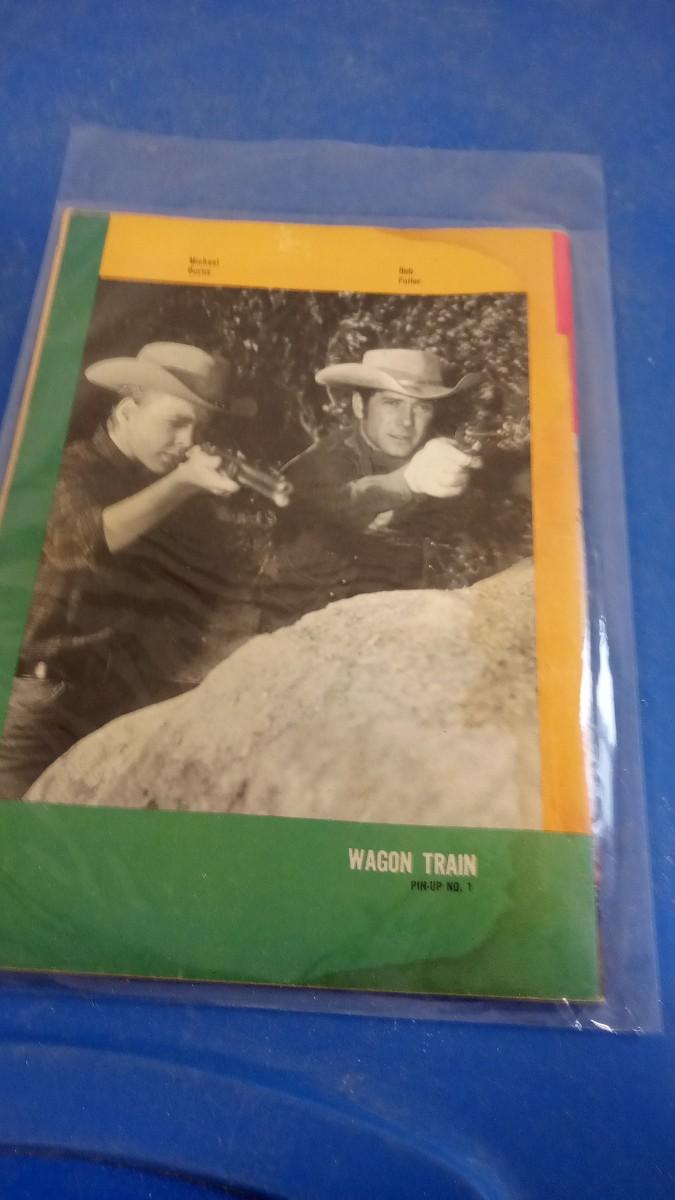 Michael
Burns
Bob
Fuller
WAGON TRAIN
PIN-UP NO. 1